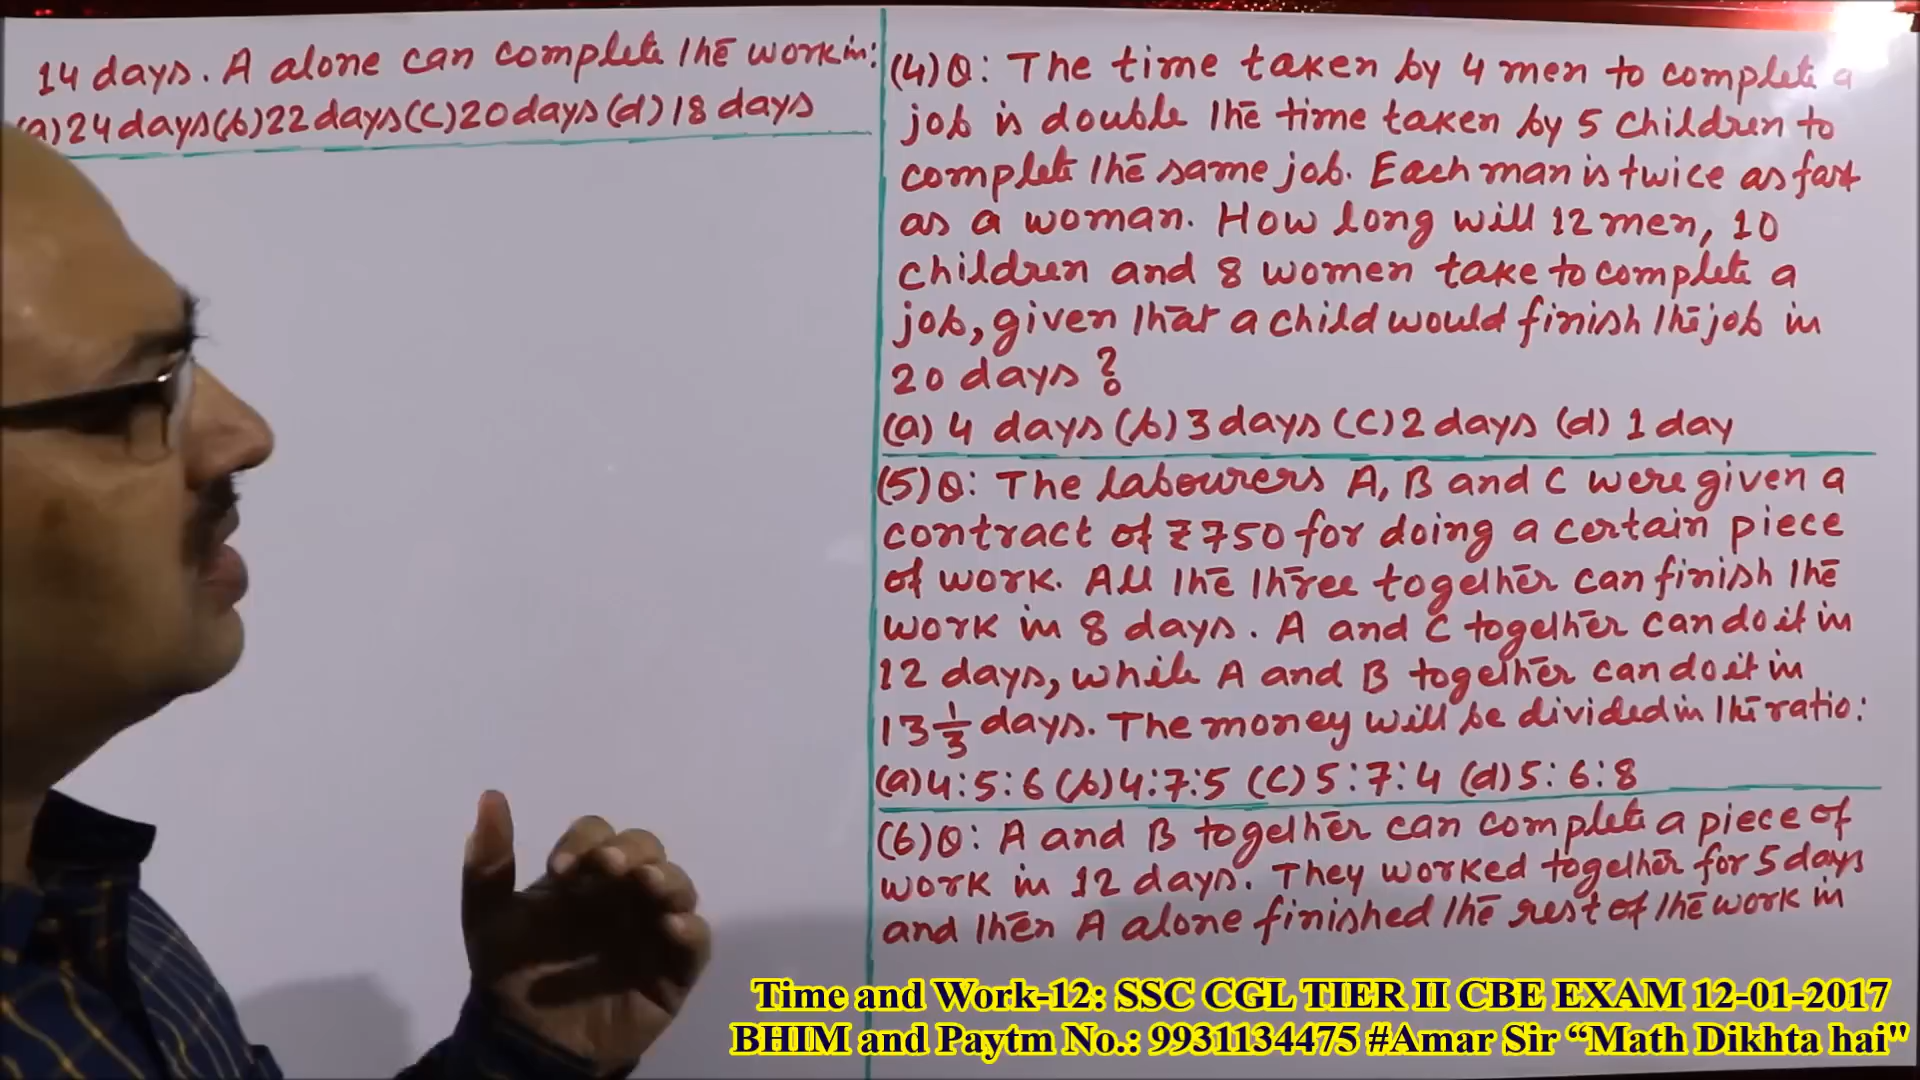 14 days. A alone can complete the work in:
(a) 24 days (b) 22 days (c) 20 days (d) 18 days
(4) Q: The time taken by 4 men to complete a
job is double the time taken by 5 children to
complete the same job. Each man is twice as fast
as a woman. How long will 12 men, 10
children and 8 women take to complete a
job, given that a child would finish the job in
20 days ?
(a) 4 days (b) 3 days (c) 2 days (d) 1 day
(5) Q: The labourers A, B and C were given a
contract of ₹750 for doing a certain piece
of work. All the three together can finish the
work in 8 days. A and C together can do it in
12 days, while A and B together can do it in
13 1/3 days. The money will be divided in the ratio:
(a) 4:5:6 (b) 4:7:5 (c) 5:7:4 (d) 5:6:8
(6) Q: A and B together can complete a piece of
work in 12 days. They worked together for 5 days
and then A alone finished the rest of the work in
Time and Work-12: SSC CGL TIER II CBE EXAM 12-01-2017
BHIM and Paytm No.: 9931134475 #Amar Sir “Math Dikhta hai"